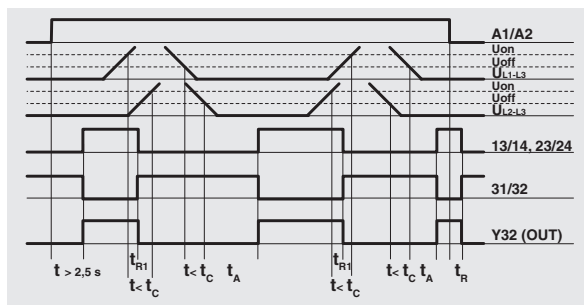 A1/A2
Uon
Uoff
UL1-L3
Uon
Uoff
UL2-L3
13/14, 23/24
31/32
Y32 (OUT)
t > 2,5 s tR1 t< tC tA tR1 t< tC tA tR
t< tC t< tC